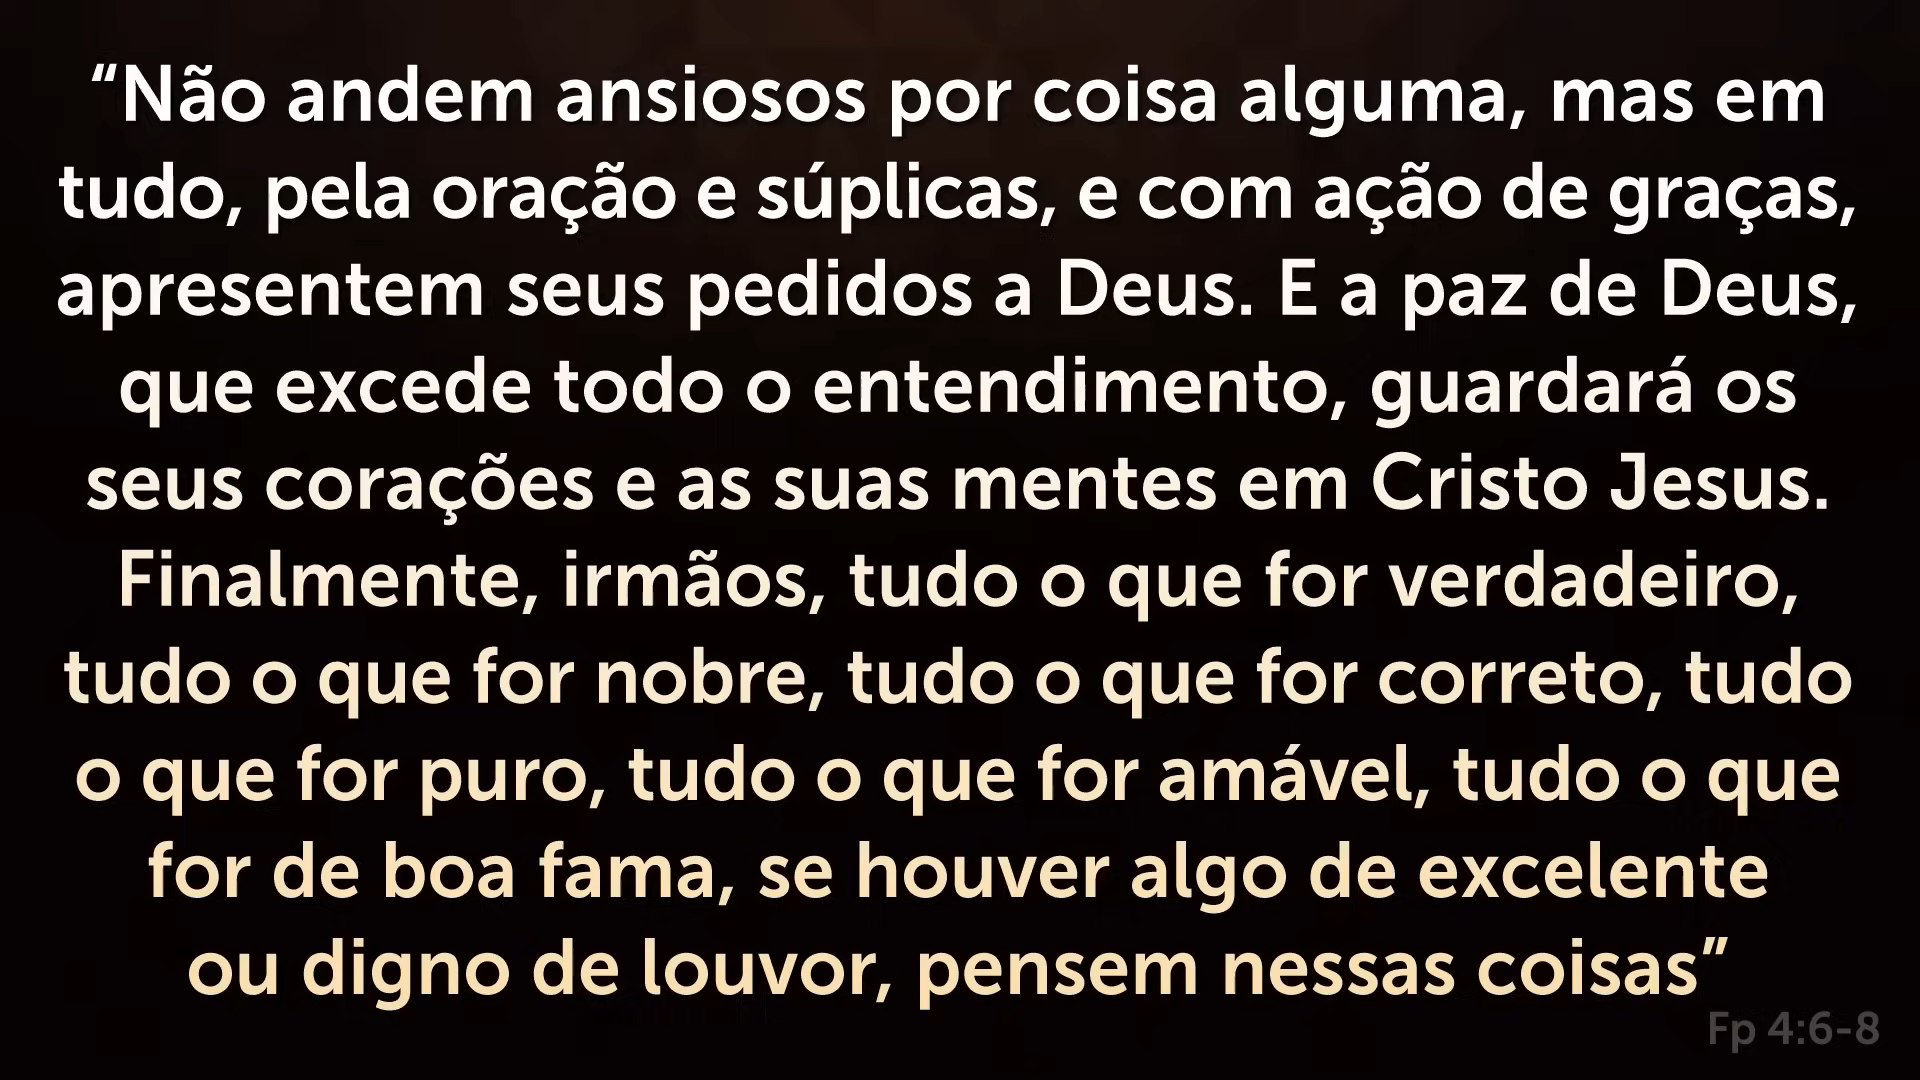 “Não andem ansiosos por coisa alguma, mas em
tudo, pela oração e súplicas, e com ação de graças,
apresentem seus pedidos a Deus. E a paz de Deus,
que excede todo o entendimento, guardará os
seus corações e as suas mentes em Cristo Jesus.
Finalmente, irmãos, tudo o que for verdadeiro,
tudo o que for nobre, tudo o que for correto, tudo
o que for puro, tudo o que for amável, tudo o que
for de boa fama, se houver algo de excelente
ou digno de louvor, pensem nessas coisas”
Fp 4:6-8